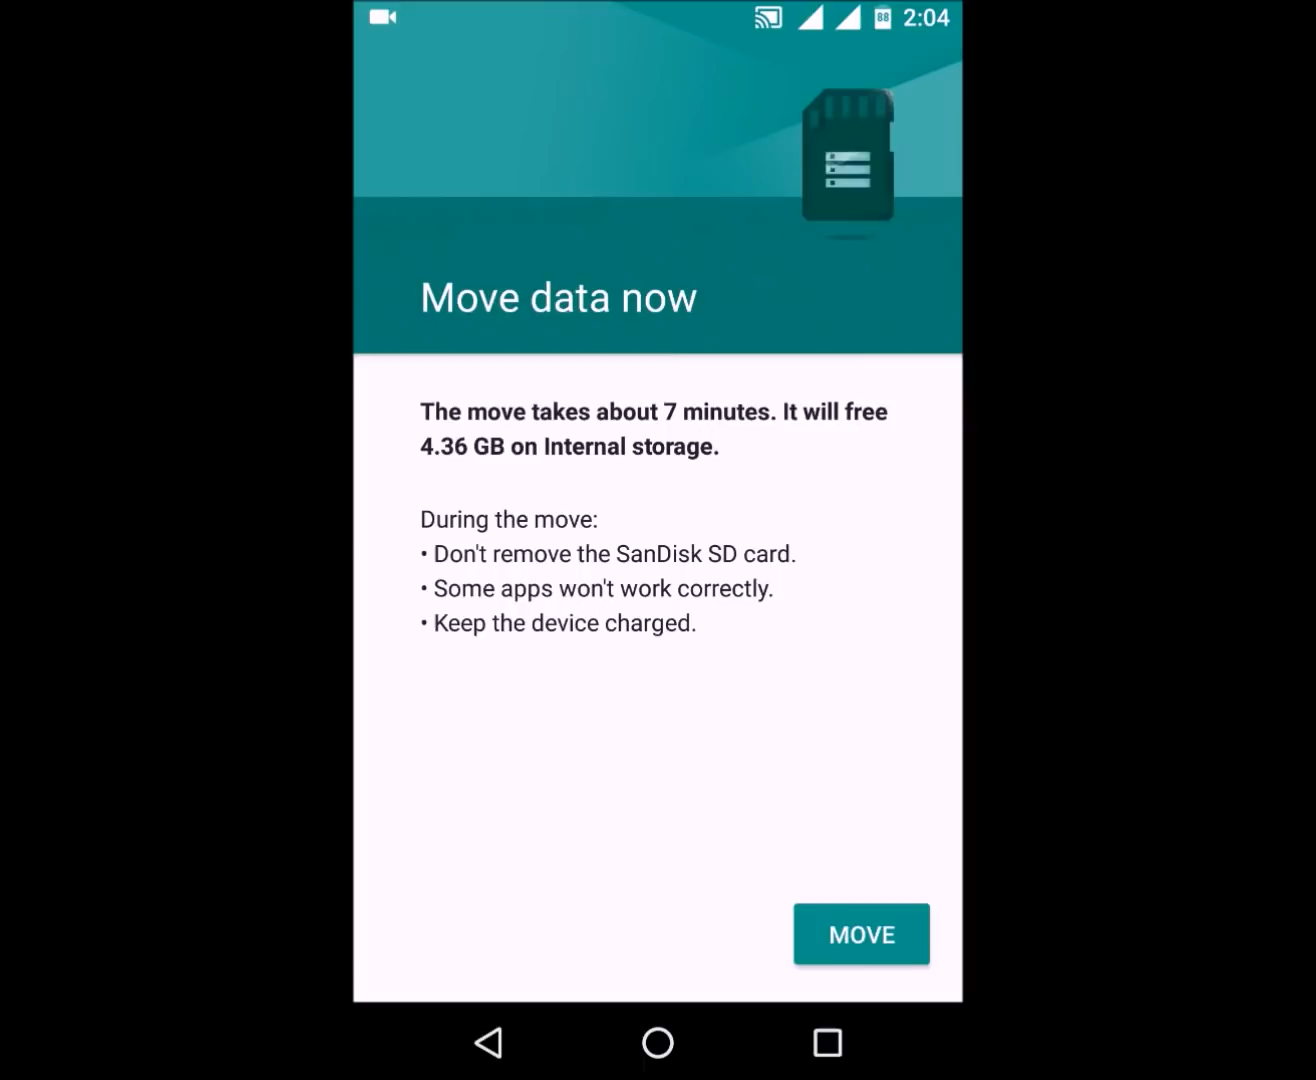 88 2:04
Move data now
The move takes about 7 minutes. It will free
4.36 GB on Internal storage.
During the move:
• Don't remove the SanDisk SD card.
• Some apps won't work correctly.
• Keep the device charged.
MOVE